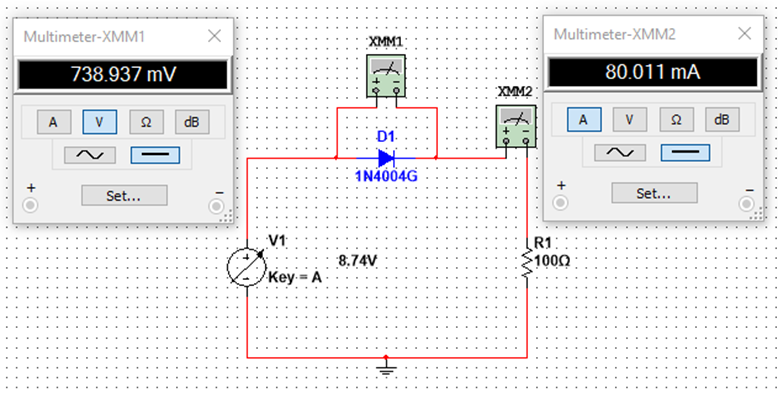 Multimeter-XMM1
738.937 mV
A V Ω dB
+ −
Set...
XMM1
+ −
XMM2
+ −
D1
1N4004G
V1
+
−
Key = A
8.74V
R1
100Ω
Multimeter-XMM2
80.011 mA
A V Ω dB
+ −
Set...